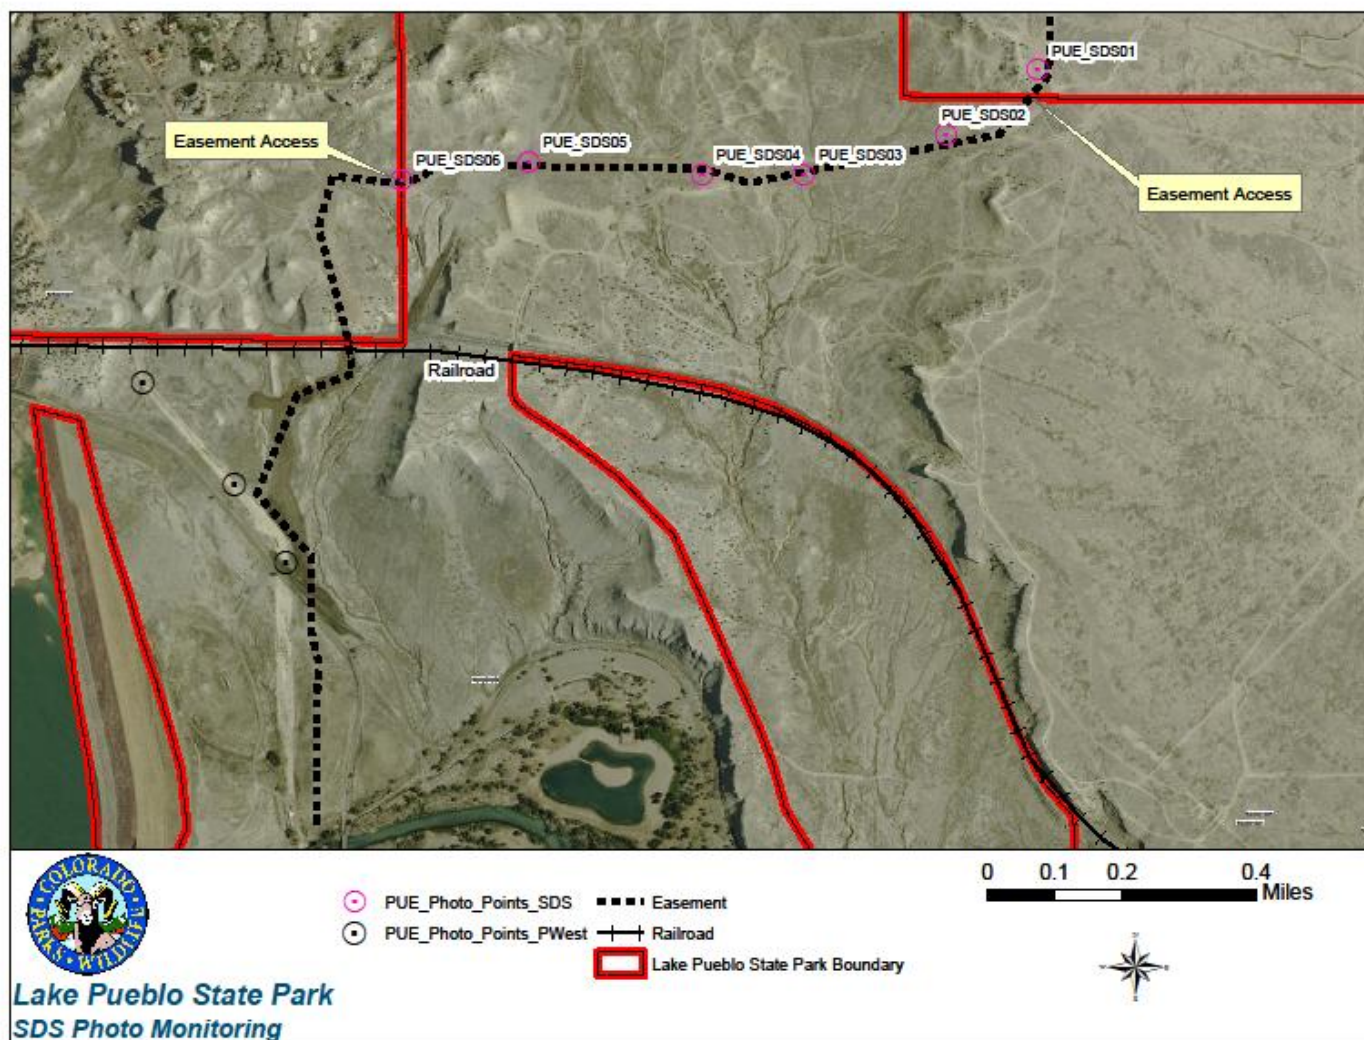 PUE_SDS01
PUE_SDS02
Easement Access
PUE_SDS06
PUE_SDS05
PUE_SDS04
PUE_SDS03
Easement Access
Railroad
COLORADO
PARKS • WILDLIFE
Lake Pueblo State Park
SDS Photo Monitoring
PUE_Photo_Points_SDS
PUE_Photo_Points_PWest
Easement
Railroad
Lake Pueblo State Park Boundary
0 0.1 0.2 0.4
Miles